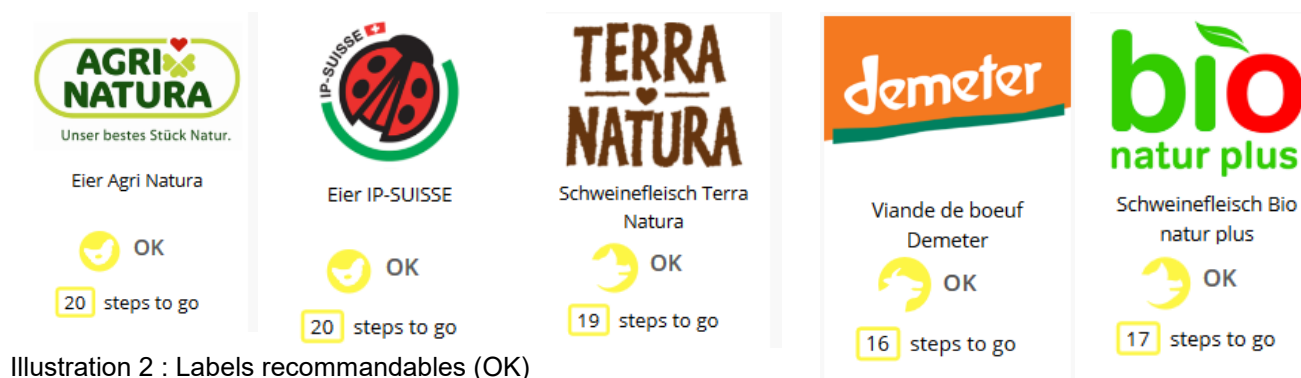 AGRI
NATURA
Unser bestes Stück Natur.
Eier Agri Natura
OK
20 steps to go
IP-SUISSE
Eier IP-SUISSE
OK
20 steps to go
TERRA
NATURA
Schweinefleisch Terra
Natura
OK
19 steps to go
demeter
Viande de boeuf
Demeter
OK
16 steps to go
bio
natur plus
Schweinefleisch Bio
natur plus
OK
17 steps to go
Illustration 2 : Labels recommandables (OK)